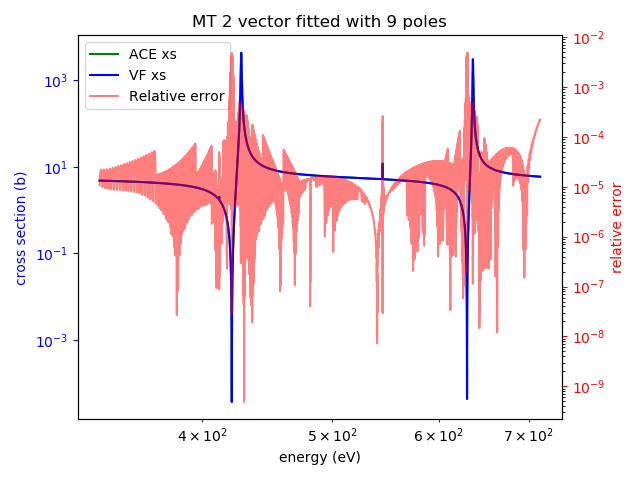 MT 2 vector fitted with 9 poles
ACE xs
VF xs
Relative error
cross section (b)
10³
10¹
10⁻¹
10⁻³
10⁻²
10⁻³
10⁻⁴
10⁻⁵
10⁻⁶
10⁻⁷
10⁻⁸
10⁻⁹
relative error
4 × 10² 5 × 10² 6 × 10² 7 × 10²
energy (eV)